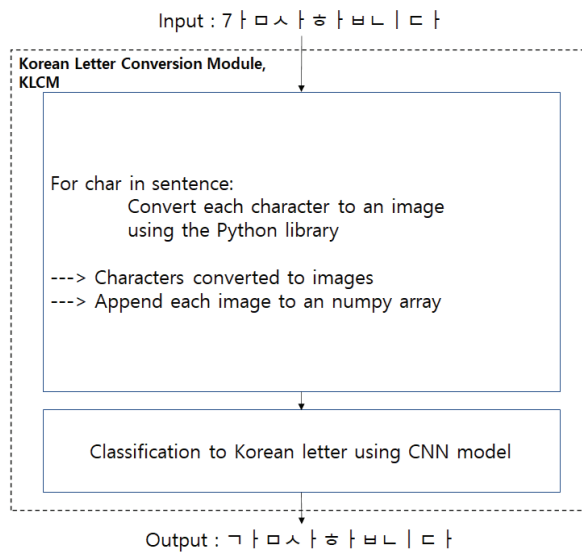 Input : 7ㅏㅁㅅㅏㅎㅏㅂㄴㅣㄷㅏ
Korean Letter Conversion Module,
KLCM
For char in sentence:
Convert each character to an image
using the Python library
---> Characters converted to images
---> Append each image to an numpy array
Classification to Korean letter using CNN model
Output : ㄱㅏㅁㅅㅏㅎㅏㅂㄴㅣㄷㅏ